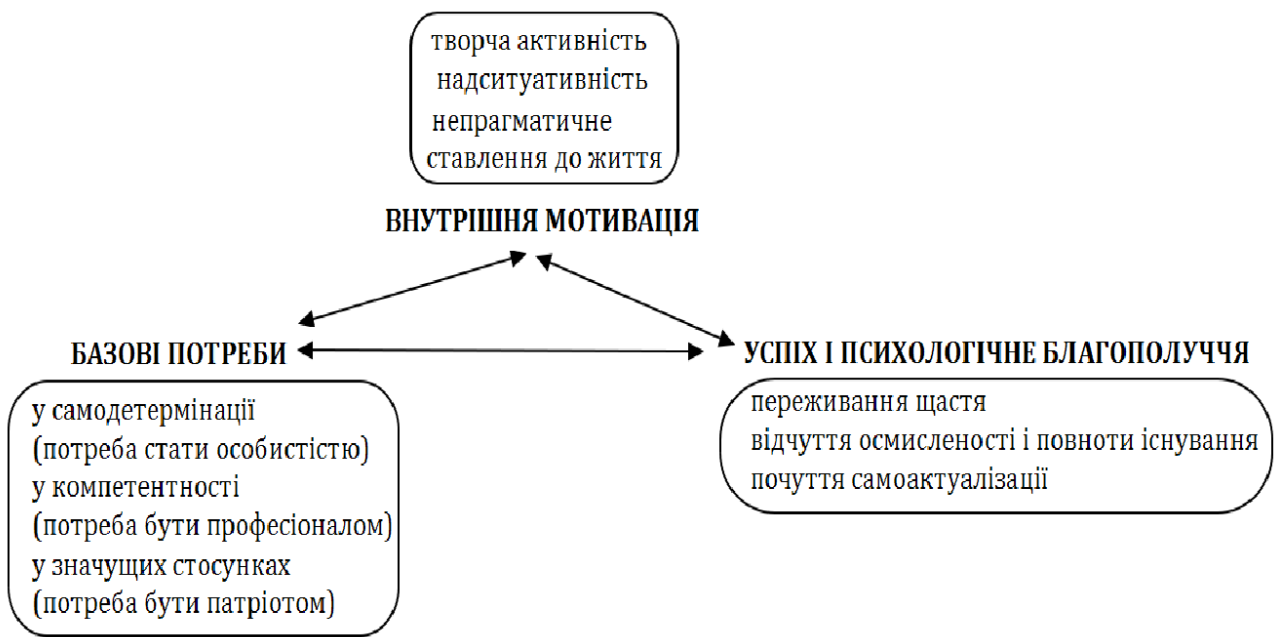 творча активність
надситуативність
непрагматичне
ставлення до життя
ВНУТРІШНЯ МОТИВАЦІЯ
БАЗОВІ ПОТРЕБИ
у самодетермінації
(потреба стати особистістю)
у компетентності
(потреба бути професіоналом)
у значущих стосунках
(потреба бути патріотом)
УСПІХ І ПСИХОЛОГІЧНЕ БЛАГОПОЛУЧЧЯ
переживання щастя
відчуття осмисленості і повноти існування
почуття самоактуалізації